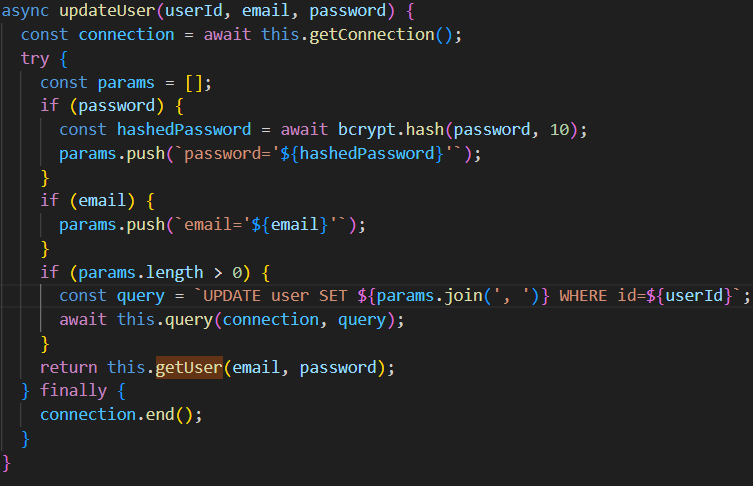 async updateUser(userId, email, password) {
const connection = await this.getConnection();
try {
const params = [];
if (password) {
const hashedPassword = await bcrypt.hash(password, 10);
params.push(`password='${hashedPassword}'`);
}
if (email) {
params.push(`email='${email}'`);
}
if (params.length > 0) {
const query = `UPDATE user SET ${params.join(', ')} WHERE id=${userId}`;
await this.query(connection, query);
}
return this.getUser(email, password);
} finally {
connection.end();
}
}